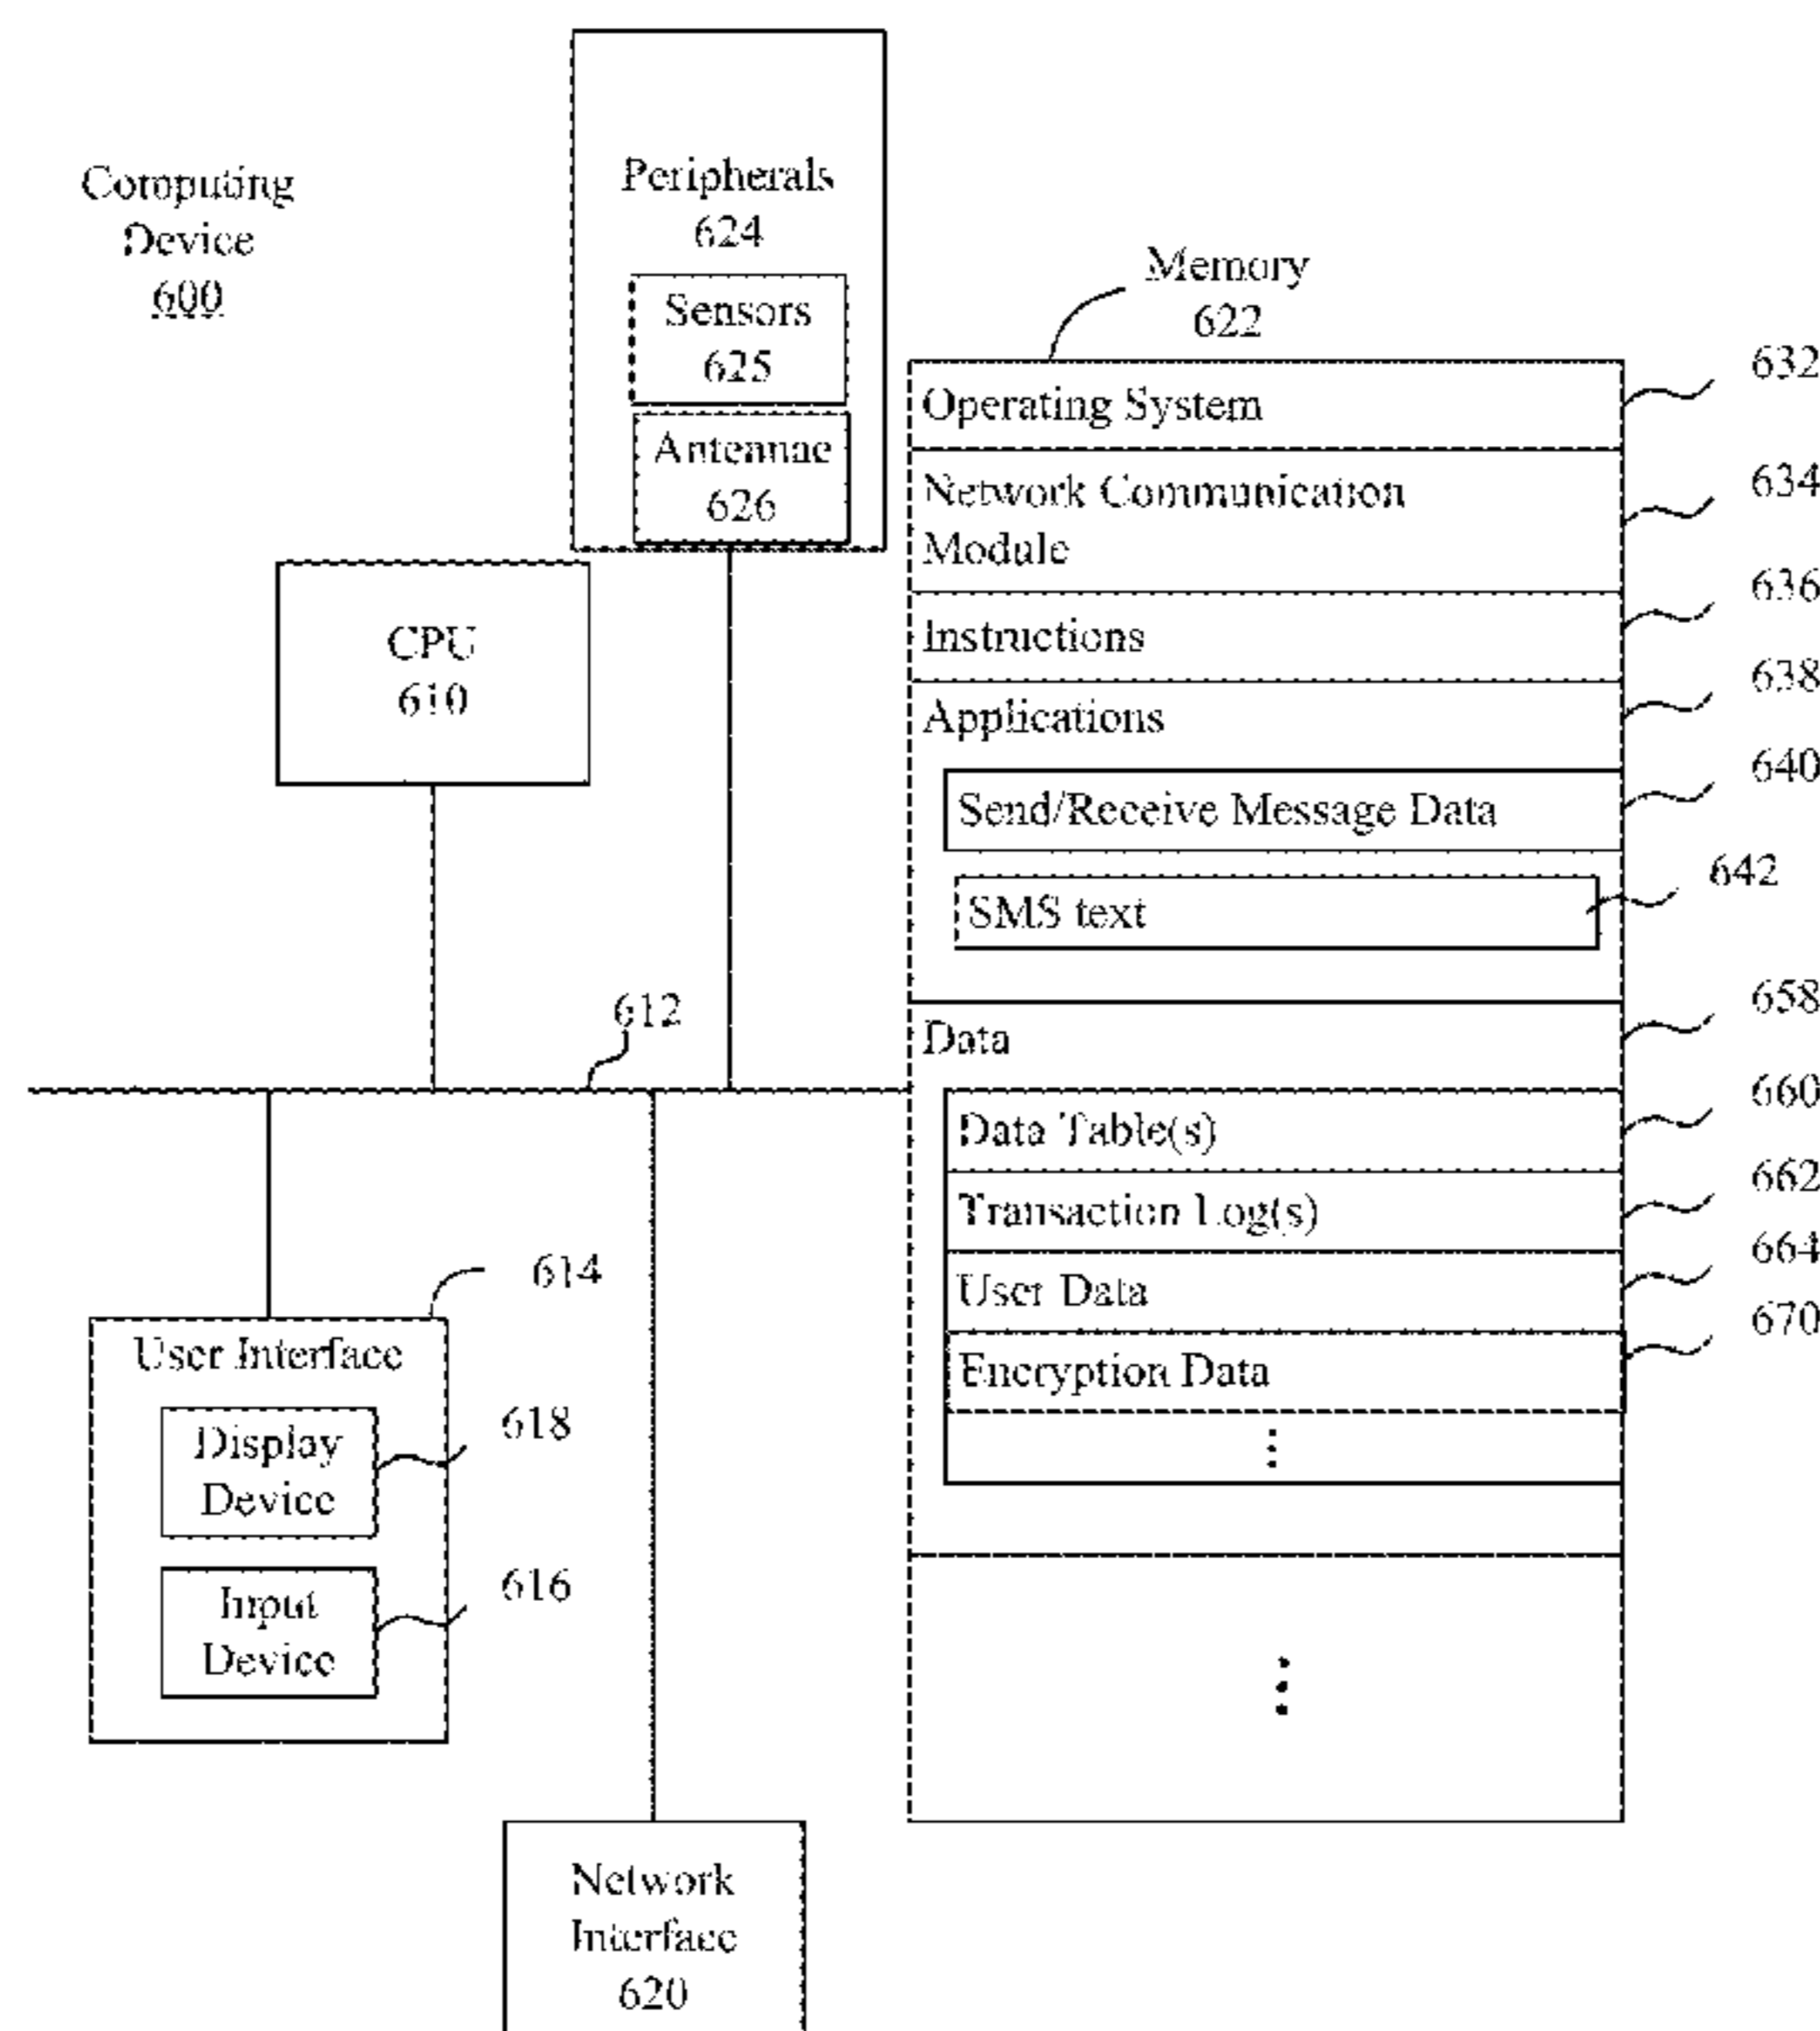 Computing
Device
600
Peripherals
624
Sensors
625
Antennae
626
Memory
622
Operating System
632
Network Communication
Module
634
Instructions
636
Applications
638
Send/Receive Message Data
640
SMS text
642
Data
658
Data Table(s)
660
Transaction Log(s)
662
User Data
664
Encryption Data
670
CPU
610
612
614
User Interface
Display
Device
618
Input
Device
616
Network
Interface
620